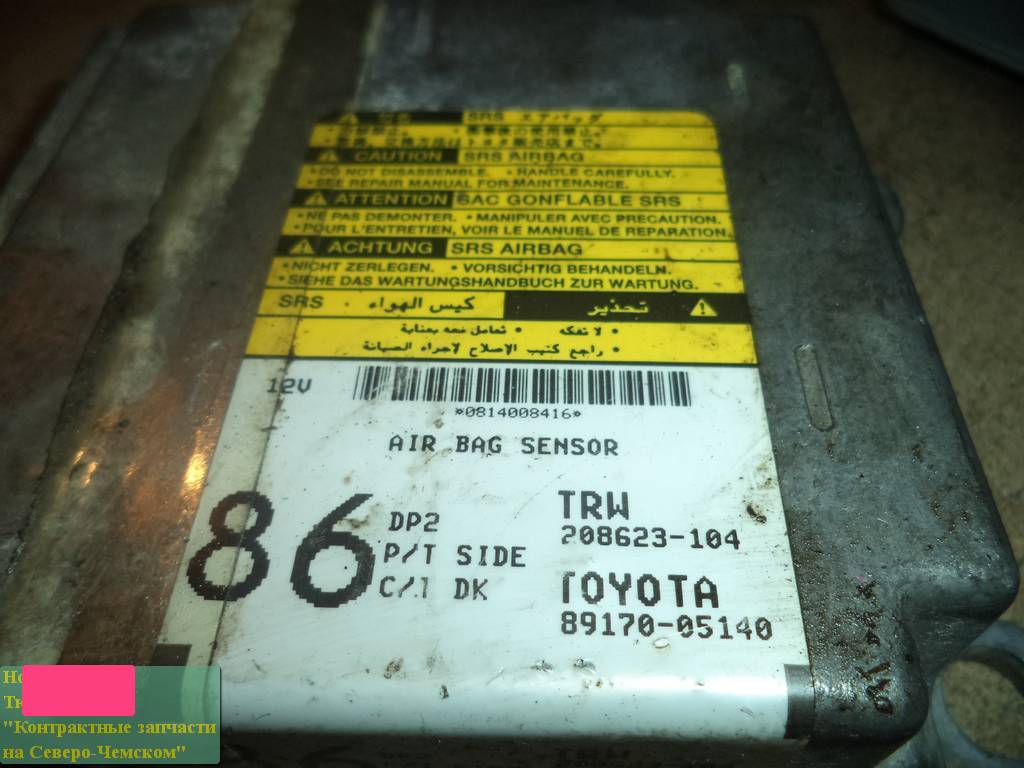 SRS エアバッグ
CAUTION SRS AIRBAG
•DO NOT DISASSEMBLE. •HANDLE CAREFULLY.
•SEE REPAIR MANUAL FOR MAINTENANCE.
ATTENTION SAC GONFLABLE SRS
•NE PAS DEMONTER. •MANIPULER AVEC PRECAUTION.
•POUR L'ENTRETIEN, VOIR LE MANUEL DE REPARATION.
ACHTUNG SRS AIRBAG
•NICHT ZERLEGEN. •VORSICHTIG BEHANDELN.
•SIEHE DAS WARTUNGSHANDBUCH ZUR WARTUNG.
تحذير كيس الهواء SRS
• لا تفكه • تعامل معه بعناية
• راجع كتيب الإصلاح لاجراء الصيانة
12V
*0814008416*
AIR BAG SENSOR
86
DP2
P/T SIDE
DK
TRW
208623-104
TOYOTA
89170-05140
"Контрактные запчасти
на Северо-Чемском"